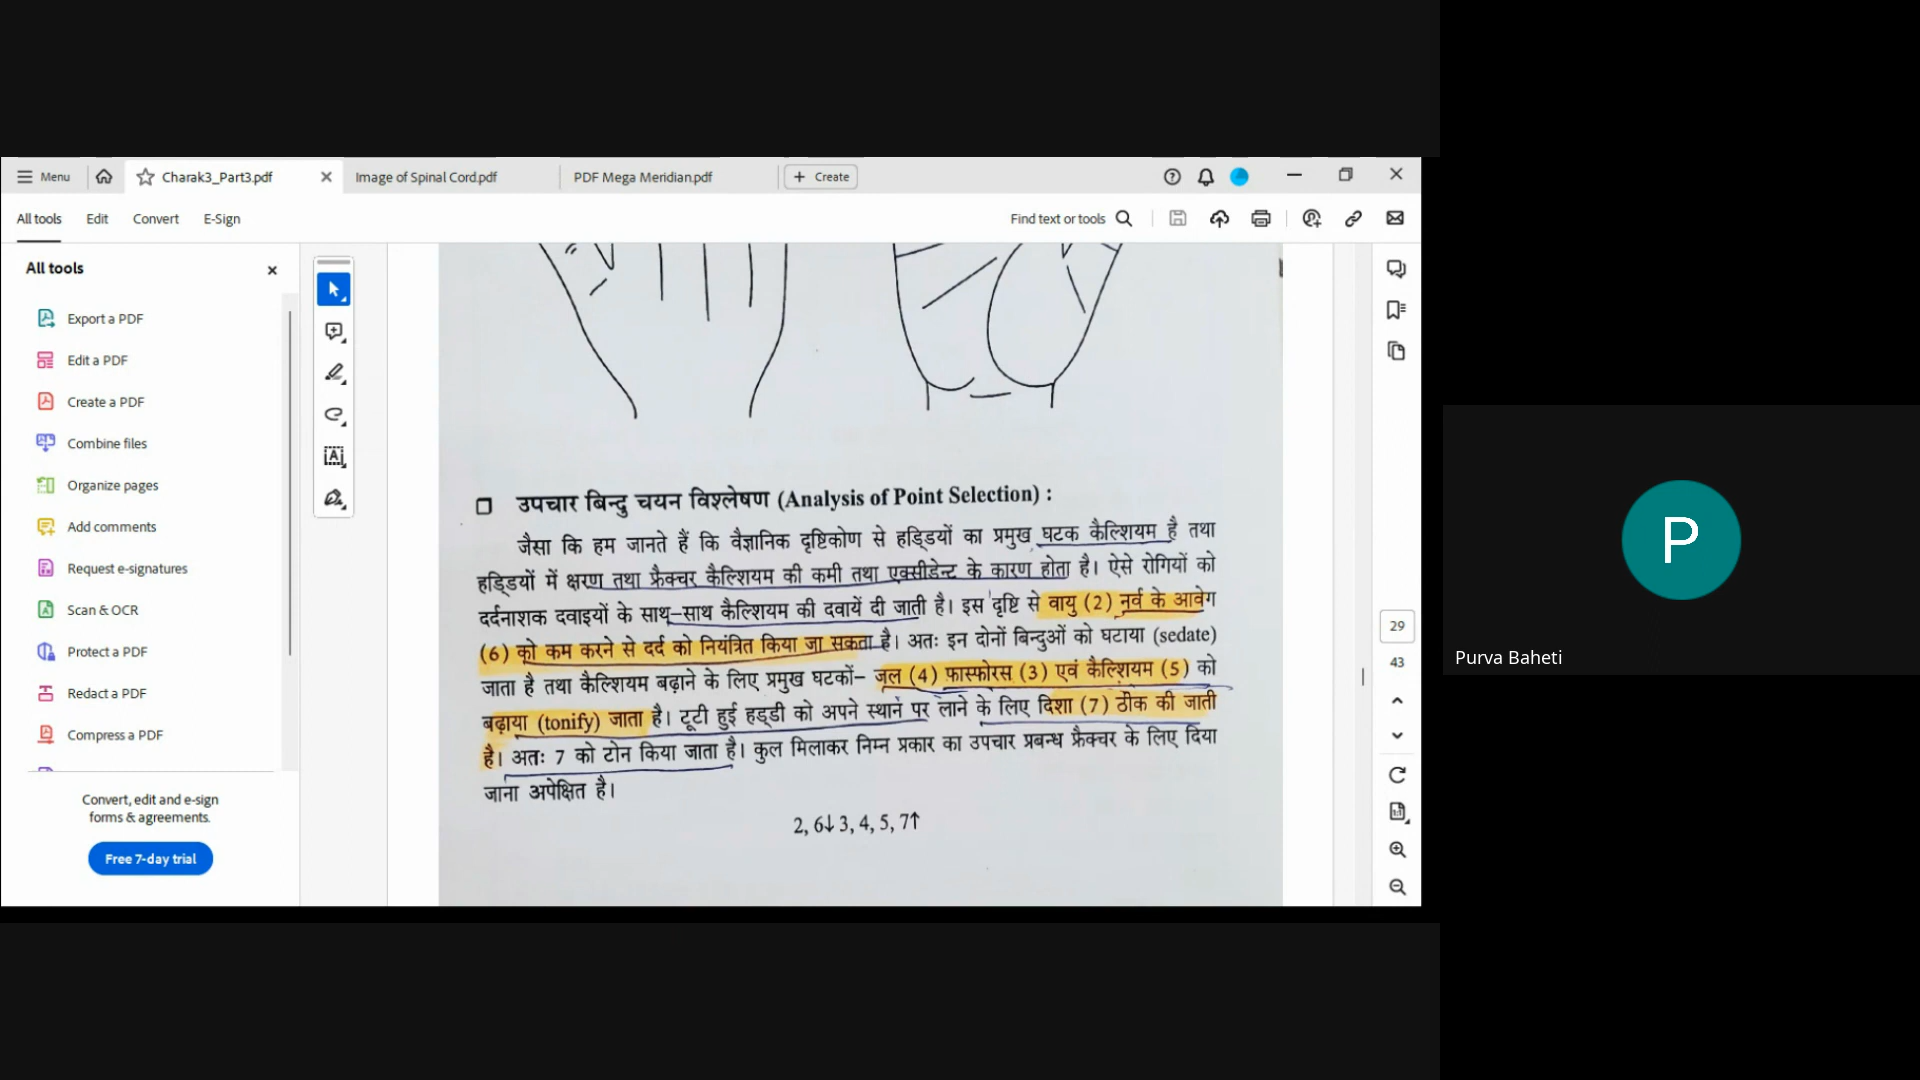 Menu
Charak3_Part3.pdf
Image of Spinal Cord.pdf
PDF Mega Meridian.pdf
+ Create
All tools
Edit
Convert
E-Sign
Find text or tools
All tools
Export a PDF
Edit a PDF
Create a PDF
Combine files
Organize pages
Add comments
Request e-signatures
Scan & OCR
Protect a PDF
Redact a PDF
Compress a PDF
Convert, edit and e-sign
forms & agreements.
Free 7-day trial
उपचार बिन्दु चयन विश्लेषण (Analysis of Point Selection) :
जैसा कि हम जानते हैं कि वैज्ञानिक दृष्टिकोण से हड्डियों का प्रमुख घटक कैल्शियम है तथा
हड्डियों में क्षरण तथा फ्रैक्चर कैल्शियम की कमी तथा एक्सीडेन्ट के कारण होता है। ऐसे रोगियों को
दर्दनाशक दवाइयों के साथ-साथ कैल्शियम की दवायें दी जाती है। इस दृष्टि से वायु (2) नर्व के आवेग
(6) को कम करने से दर्द को नियंत्रित किया जा सकता है। अतः इन दोनों बिन्दुओं को घटाया (sedate)
जाता है तथा कैल्शियम बढ़ाने के लिए प्रमुख घटकों– जल (4) फ़ास्फोरस (3) एवं कैल्शियम (5) को
बढ़ाया (tonify) जाता है। टूटी हुई हड्डी को अपने स्थान पर लाने के लिए दिशा (7) ठीक की जाती
है। अतः 7 को टोन किया जाता है। कुल मिलाकर निम्न प्रकार का उपचार प्रबन्ध फ्रैक्चर के लिए दिया
जाना अपेक्षित है।
2, 6↓ 3, 4, 5, 7↑
29
43
P
Purva Baheti